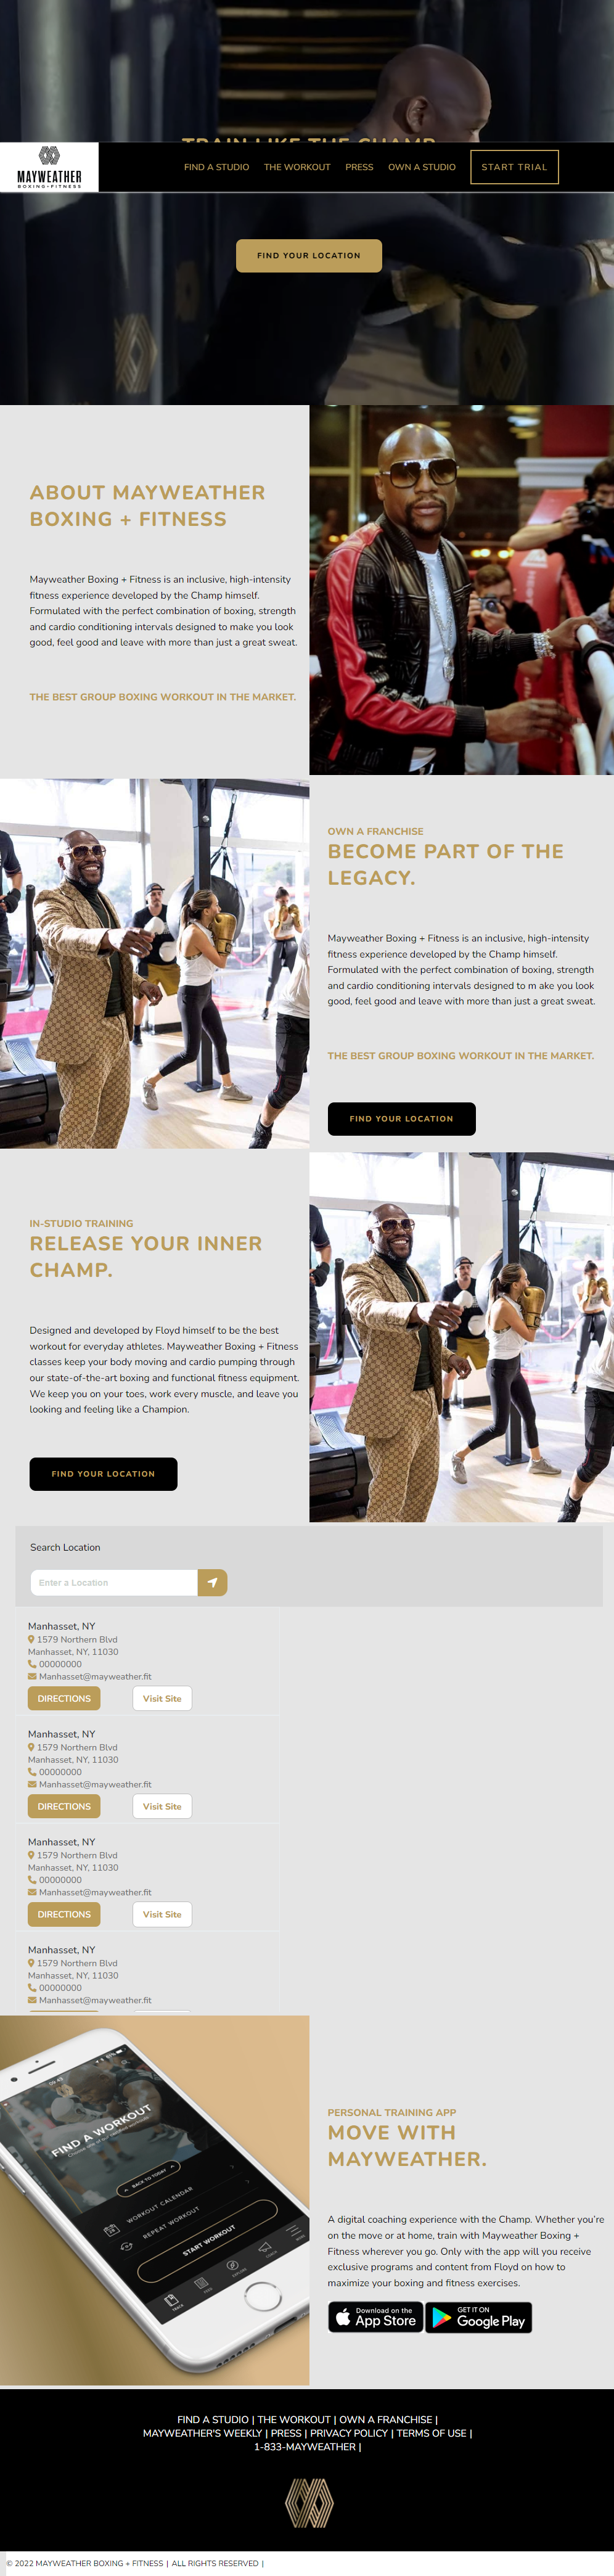 TRAIN LIKE THE CHAMP
MAYWEATHER
BOXING + FITNESS
FIND A STUDIO THE WORKOUT PRESS OWN A STUDIO START TRIAL
FIND YOUR LOCATION
ABOUT MAYWEATHER
BOXING + FITNESS
Mayweather Boxing + Fitness is an inclusive, high-intensity
fitness experience developed by the Champ himself.
Formulated with the perfect combination of boxing, strength
and cardio conditioning intervals designed to make you look
good, feel good and leave with more than just a great sweat.
THE BEST GROUP BOXING WORKOUT IN THE MARKET.
OWN A FRANCHISE
BECOME PART OF THE
LEGACY.
Mayweather Boxing + Fitness is an inclusive, high-intensity
fitness experience developed by the Champ himself.
Formulated with the perfect combination of boxing, strength
and cardio conditioning intervals designed to m ake you look
good, feel good and leave with more than just a great sweat.
THE BEST GROUP BOXING WORKOUT IN THE MARKET.
FIND YOUR LOCATION
IN-STUDIO TRAINING
RELEASE YOUR INNER
CHAMP.
Designed and developed by Floyd himself to be the best
workout for everyday athletes. Mayweather Boxing + Fitness
classes keep your body moving and cardio pumping through
our state-of-the-art boxing and functional fitness equipment.
We keep you on your toes, work every muscle, and leave you
looking and feeling like a Champion.
FIND YOUR LOCATION
Search Location
Enter a Location
Manhasset, NY
1579 Northern Blvd
Manhasset, NY, 11030
00000000
Manhasset@mayweather.fit
DIRECTIONS Visit Site
Manhasset, NY
1579 Northern Blvd
Manhasset, NY, 11030
00000000
Manhasset@mayweather.fit
DIRECTIONS Visit Site
Manhasset, NY
1579 Northern Blvd
Manhasset, NY, 11030
00000000
Manhasset@mayweather.fit
DIRECTIONS Visit Site
Manhasset, NY
1579 Northern Blvd
Manhasset, NY, 11030
00000000
Manhasset@mayweather.fit
FIND A WORKOUT
BACK TO TODAY
WORKOUT CALENDAR
REPEAT WORKOUT
START WORKOUT
PERSONAL TRAINING APP
MOVE WITH
MAYWEATHER.
A digital coaching experience with the Champ. Whether you're
on the move or at home, train with Mayweather Boxing +
Fitness wherever you go. Only with the app will you receive
exclusive programs and content from Floyd on how to
maximize your boxing and fitness exercises.
Download on the
App Store
GET IT ON
Google Play
FIND A STUDIO | THE WORKOUT | OWN A FRANCHISE |
MAYWEATHER'S WEEKLY | PRESS | PRIVACY POLICY | TERMS OF USE |
1-833-MAYWEATHER |
© 2022 MAYWEATHER BOXING + FITNESS | ALL RIGHTS RESERVED |